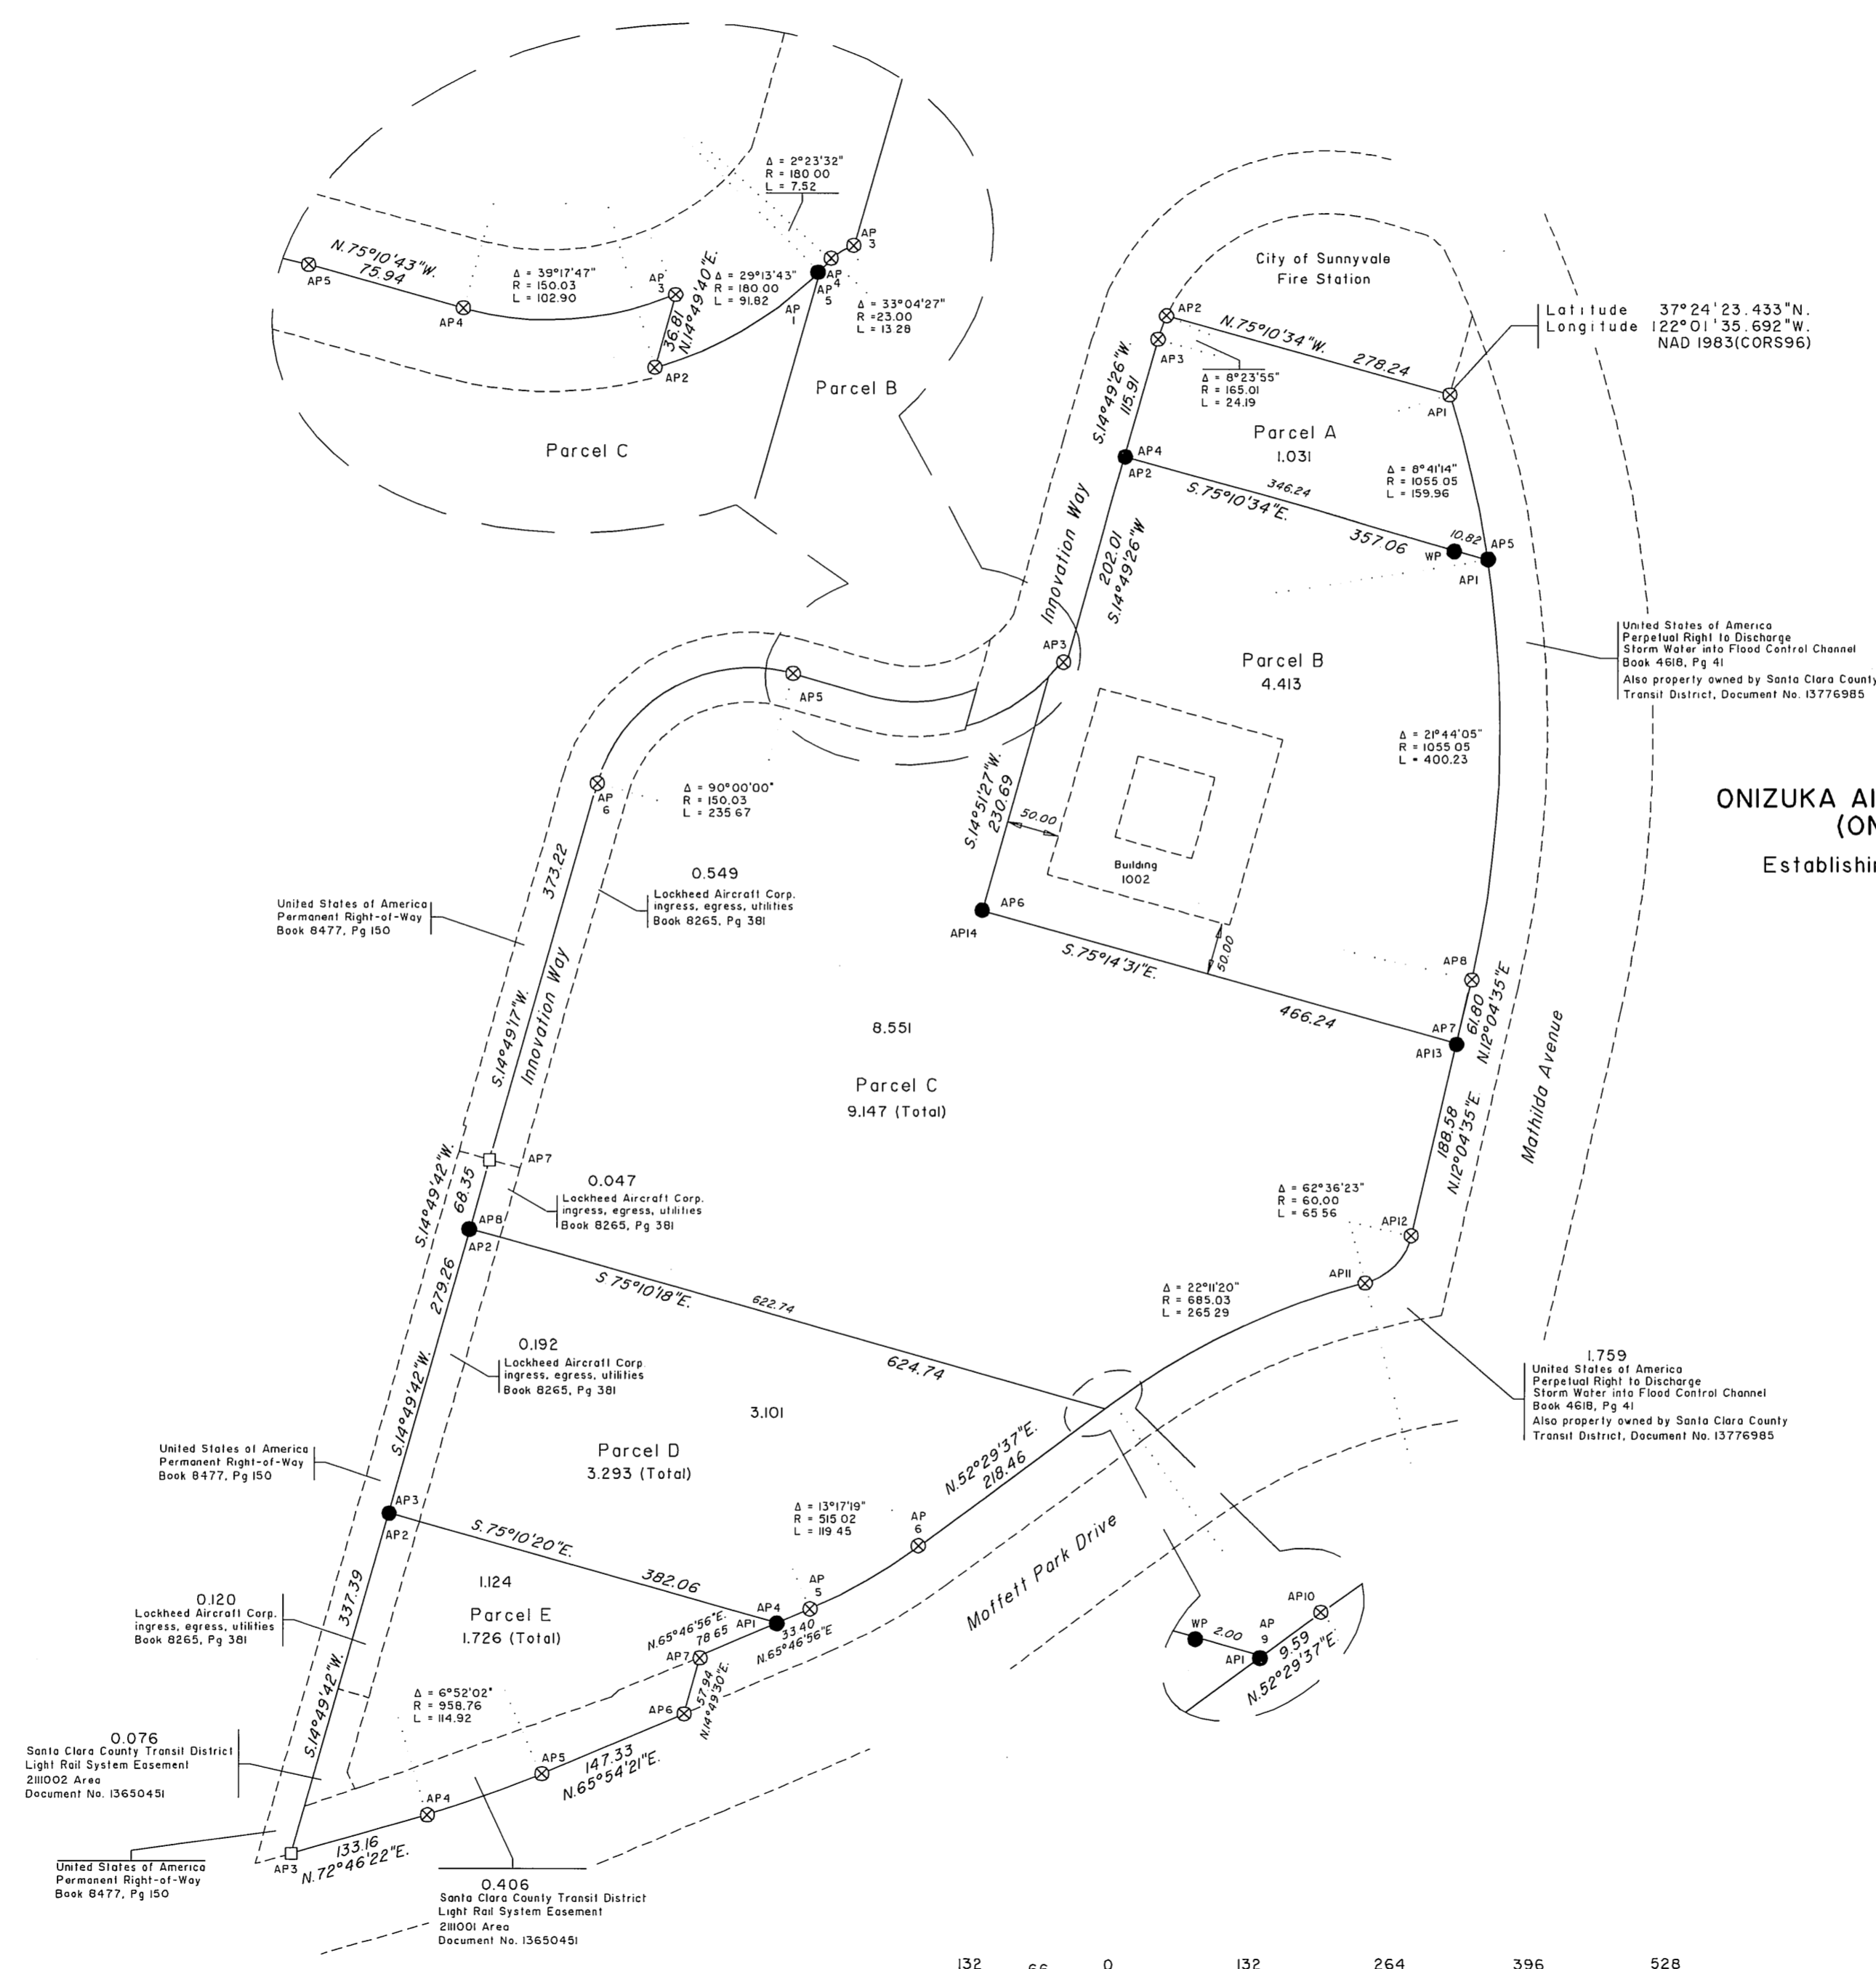 Δ = 2°23'32"
R = 180 00
L = 7.52
AP
3
N.75°10'43"W.
75.94
AP5
AP4
Δ = 39°17'47"
R = 150.03
L = 102.90
AP
3
36.81
N.14°49'40"E.
AP2
Δ = 29°13'43"
R = 180.00
L = 91.82
AP
1
AP
4
AP
5
Δ = 33°04'27"
R =23.00
L = 13.28
Parcel B
Parcel C
City of Sunnyvale
Fire Station
Latitude 37°24'23.433"N.
Longitude 122°01'35.692"W.
NAD 1983(CORS96)
AP2
AP3
N.75°10'34"W. 278.24
AP1
S.14°49'26"W.
115.91
Δ = 8°23'55"
R = 165.01
L = 24.19
Parcel A
1.031
Δ = 8°41'14"
R = 1055 05
L = 159.96
AP4
AP2
346.24
S.75°10'34"E. 357.06
10.82
WP
AP5
AP1
Innovation Way
202.01
S.14°49'26"W
AP3
Parcel B
4.413
United States of America
Perpetual Right to Discharge
Storm Water into Flood Control Channel
Book 4618, Pg 41
Also property owned by Santa Clara County
Transit District, Document No. 13776985
AP5
Δ = 21°44'05"
R = 1055 05
L = 400.23
AP
6
Δ = 90°00'00"
R = 150.03
L = 235 67
S.14°51'27"W.
230.69
50.00
Building
1002
50.00
ONIZUKA AI
(ON
Establishin
373.22
0.549
Lockheed Aircraft Corp.
ingress, egress, utilities
Book 8265, Pg 381
United States of America
Permanent Right-of-Way
Book 8477, Pg 150
AP6
AP14
S.75°14'31"E. 466.24
AP8
61.80
N.12°04'35"E
AP7
AP13
S.14°49'17"W.
Innovation Way
8.551
Parcel C
9.147 (Total)
Mathilda Avenue
188.58
N.12°04'35"E.
S.14°49'42"W.
68.35
AP7
0.047
Lockheed Aircraft Corp.
ingress, egress, utilities
Book 8265, Pg 381
AP8
AP2
Δ = 62°36'23"
R = 60.00
L = 65 56
AP12
AP11
279.26
S.14°49'42"W.
S 75°10'18"E. 622.74
624.74
Δ = 22°11'20"
R = 685.03
L = 265 29
0.192
Lockheed Aircraft Corp.
ingress, egress, utilities
Book 8265, Pg 381
1.759
United States of America
Perpetual Right to Discharge
Storm Water into Flood Control Channel
Book 4618, Pg 41
Also property owned by Santa Clara County
Transit District, Document No. 13776985
3.101
Parcel D
3.293 (Total)
United States of America
Permanent Right-of-Way
Book 8477, Pg 150
N.52°29'37"E.
218.46
AP3
AP2
S.75°10'20"E. 382.06
Δ = 13°17'19"
R = 515 02
L = 119 45
AP
6
AP
5
Moffett Park Drive
337.39
S.14°49'42"W.
0.120
Lockheed Aircraft Corp.
ingress, egress, utilities
Book 8265, Pg 381
1.124
Parcel E
1.726 (Total)
N.65°46'56"E.
78 65
AP4
AP1
33 40
N.65°46'56"E
AP7
57.94
N.14°49'30"E.
AP6
WP
2.00
AP
9
AP10
AP1
9.59
N.52°29'37"E.
Δ = 6°52'02"
R = 958.76
L = 114.92
0.076
Santa Clara County Transit District
Light Rail System Easement
2111002 Area
Document No. 13650451
AP5
147.33
N.65°54'21"E.
AP4
AP3
133.16
N.72°46'22"E.
United States of America
Permanent Right-of-Way
Book 8477, Pg 150
0.406
Santa Clara County Transit District
Light Rail System Easement
2111001 Area
Document No. 13650451
132 66 0 132 264 396 528